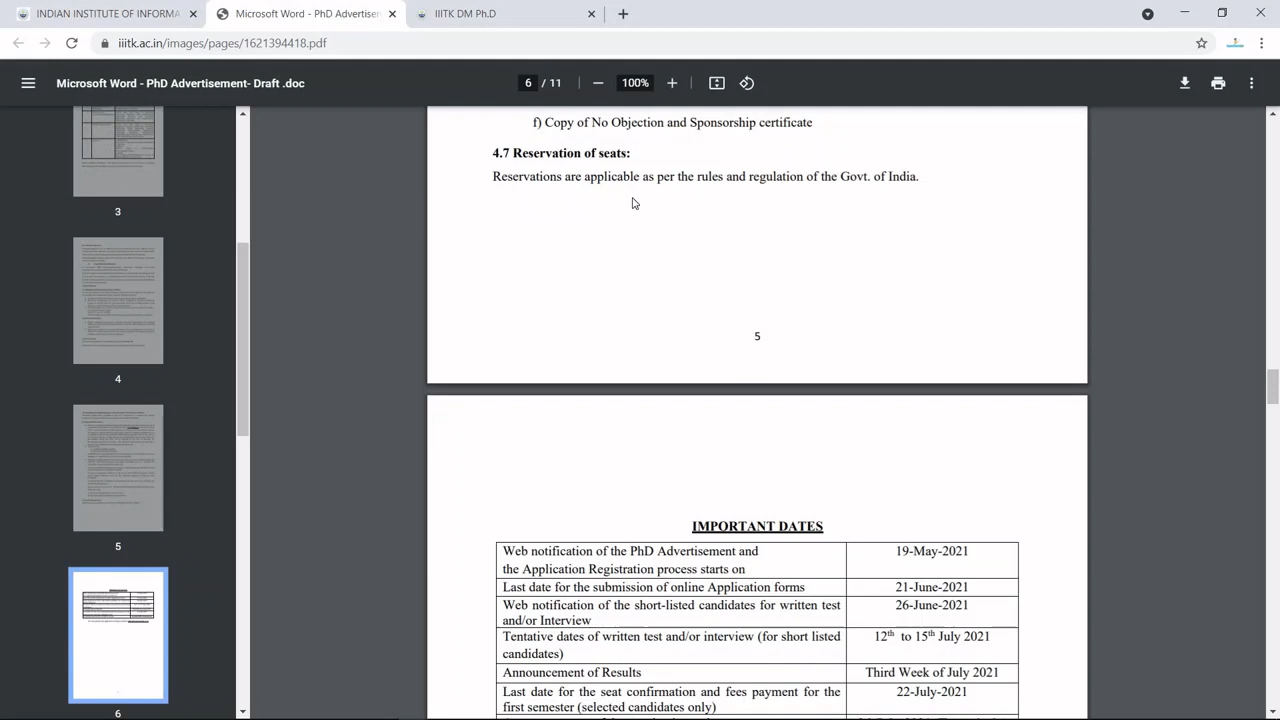 INDIAN INSTITUTE OF INFORMA
Microsoft Word - PhD Advertisem
IIITK DM Ph.D
iiitk.ac.in/images/pages/1621394418.pdf
Microsoft Word - PhD Advertisement- Draft .doc
6 / 11
100%
3
4
5
6
f) Copy of No Objection and Sponsorship certificate
4.7 Reservation of seats:
Reservations are applicable as per the rules and regulation of the Govt. of India.
5
IMPORTANT DATES
Web notification of the PhD Advertisement and
the Application Registration process starts on
19-May-2021
Last date for the submission of online Application forms
21-June-2021
Web notification of the short-listed candidates for written test
and/or Interview
26-June-2021
Tentative dates of written test and/or interview (for short listed
candidates)
12th to 15th July 2021
Announcement of Results
Third Week of July 2021
Last date for the seat confirmation and fees payment for the
first semester (selected candidates only)
22-July-2021